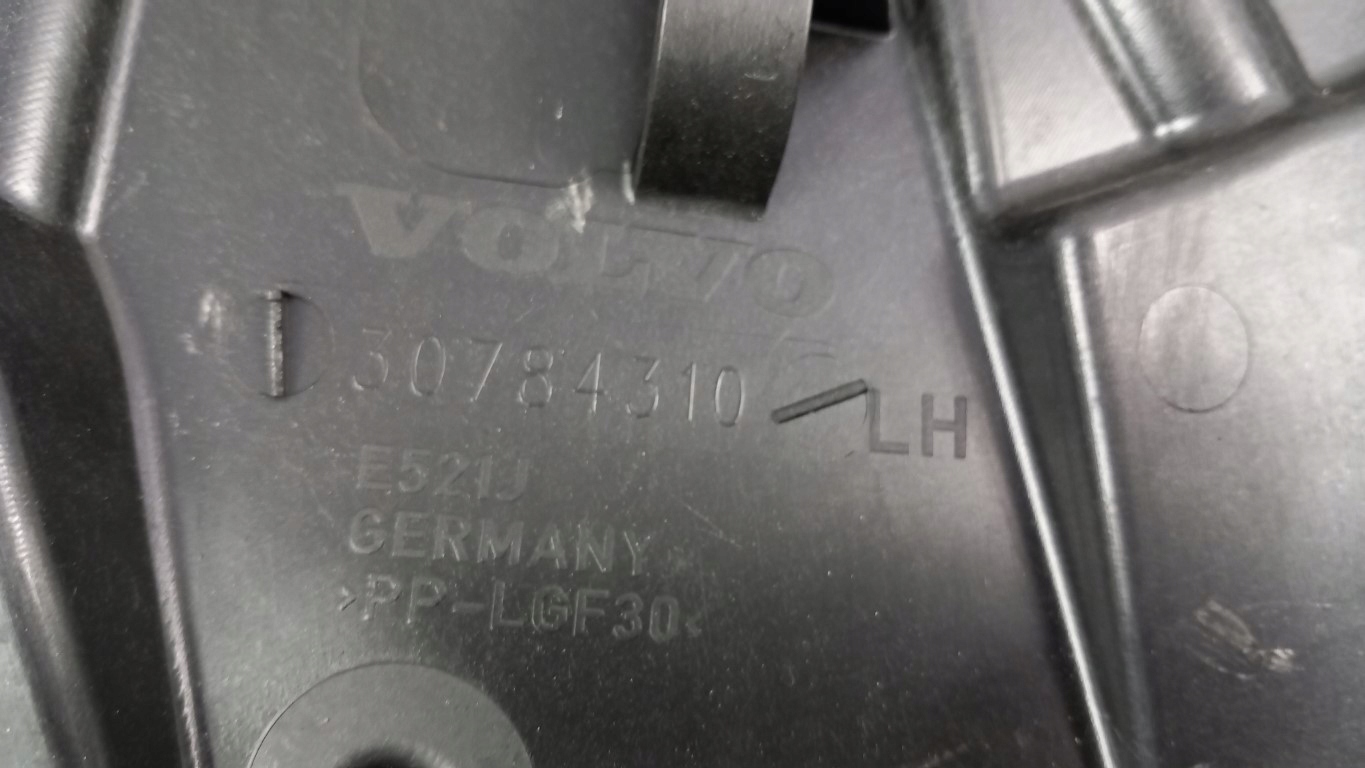 VOLVO
30784310 LH
E521J
GERMANY
>PP-LGF30<